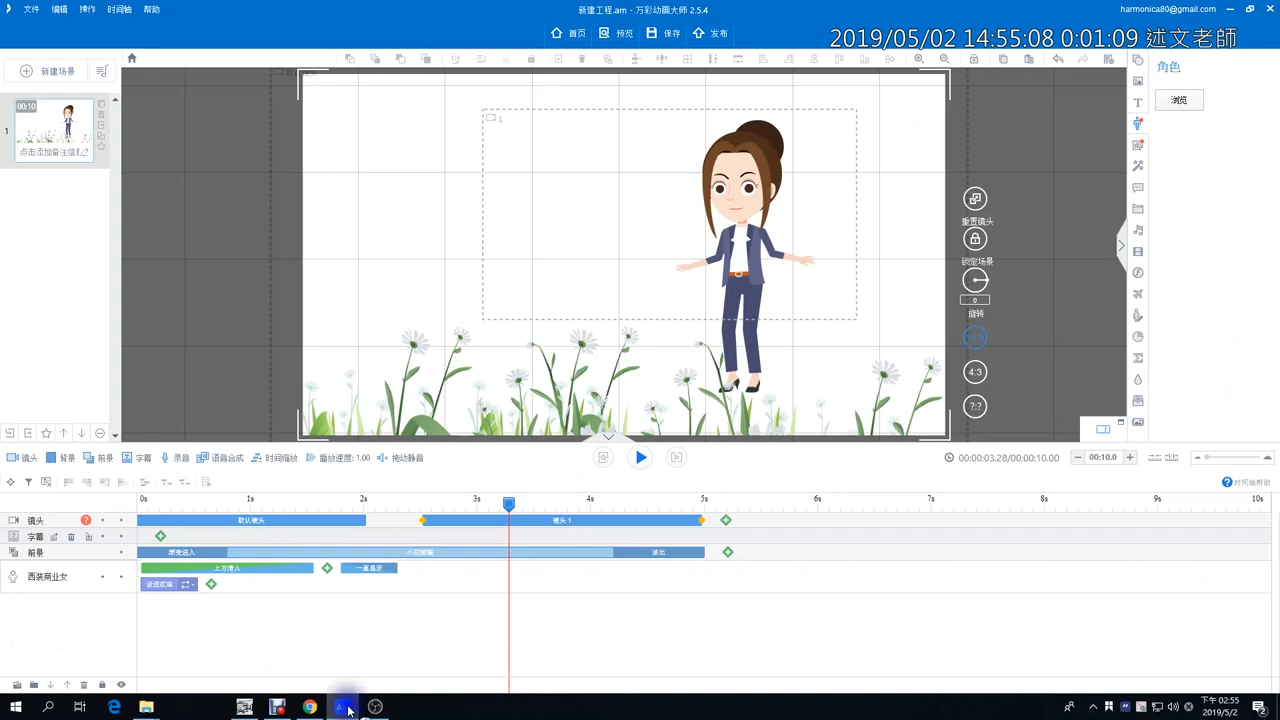 文件 编辑 操作 时间轴 帮助
新建工程.am - 万彩动画大师 2.5.4
harmonica80@gmail.com
首页 预览 保存 发布
2019/05/02 14:55:08 0:01:09 述文老師
新建场景
角色
浏览
00:10
1
点击添加备注信息
1
重置镜头
锁定场景
0
旋转
4:3
?:?
镜头 背景 前景 字幕 录音 语音合成 时间缩放 播放速度: 1.00 拖动静音
00:00:03.28/00:00:10.00
00:10.0
时间轴帮助
0s 1s 2s 3s 4s 5s 6s 7s 8s 9s 10s
镜头 默认镜头 镜头 1
字幕
前景 渐变进入 小花蝴蝶 淡出
西装商业女 上方滑入 一直显示
说话欢迎
下午 02:55
2019/5/2
2